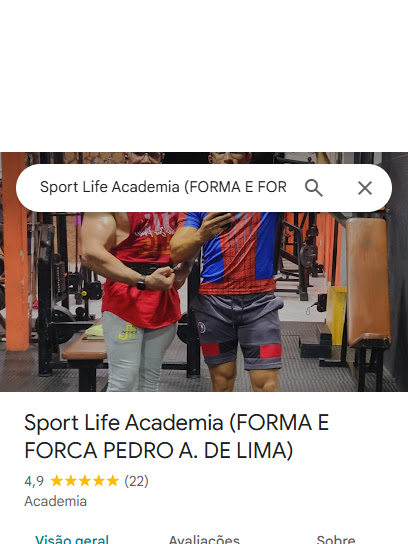 Sport Life Academia (FORMA E FOR
Sport Life Academia (FORMA E
FORCA PEDRO A. DE LIMA)
4,9 (22)
Academia
Visão geral Avaliações Sobre